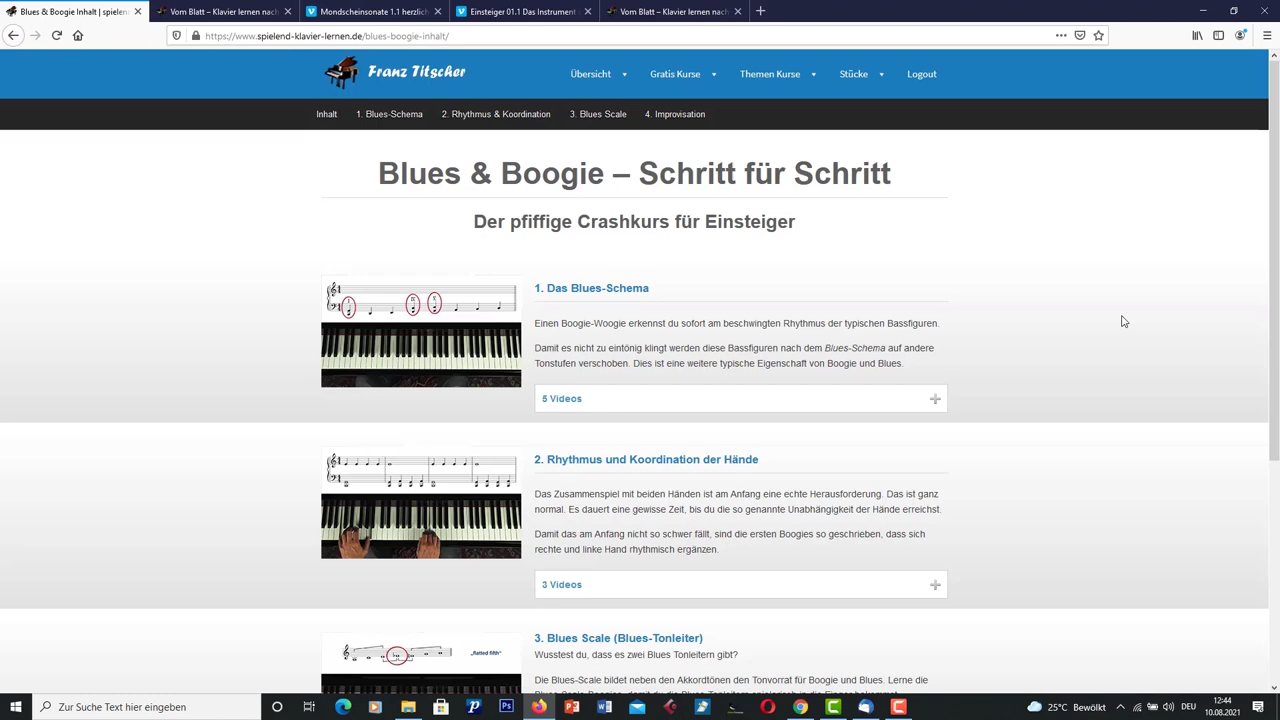 Blues & Boogie Inhalt | spielen
Vom Blatt – Klavier lernen nach
Mondscheinsonate 1.1 herzlich
Einsteiger 01.1 Das Instrument
Vom Blatt – Klavier lernen nach
https://www.spielend-klavier-lernen.de/blues-boogie-inhalt/
Franz Titscher
Übersicht
Gratis Kurse
Themen Kurse
Stücke
Logout
Inhalt
1. Blues-Schema
2. Rhythmus & Koordination
3. Blues Scale
4. Improvisation
Blues & Boogie – Schritt für Schritt
Der pfiffige Crashkurs für Einsteiger
1. Das Blues-Schema
Einen Boogie-Woogie erkennst du sofort am beschwingten Rhythmus der typischen Bassfiguren.
Damit es nicht zu eintönig klingt werden diese Bassfiguren nach dem Blues-Schema auf andere
Tonstufen verschoben. Dies ist eine weitere typische Eigenschaft von Boogie und Blues.
5 Videos
2. Rhythmus und Koordination der Hände
Das Zusammenspiel mit beiden Händen ist am Anfang eine echte Herausforderung. Das ist ganz
normal. Es dauert eine gewisse Zeit, bis du die so genannte Unabhängigkeit der Hände erreichst.
Damit das am Anfang nicht so schwer fällt, sind die ersten Boogies so geschrieben, dass sich
rechte und linke Hand rhythmisch ergänzen.
3 Videos
„flatted fifth“
3. Blues Scale (Blues-Tonleiter)
Wusstest du, dass es zwei Blues Tonleitern gibt?
Die Blues-Scale bildet neben den Akkordtönen den Tonvorrat für Boogie und Blues. Lerne die
Zur Suche Text hier eingeben
25°C Bewölkt
12:44
10.08.2021